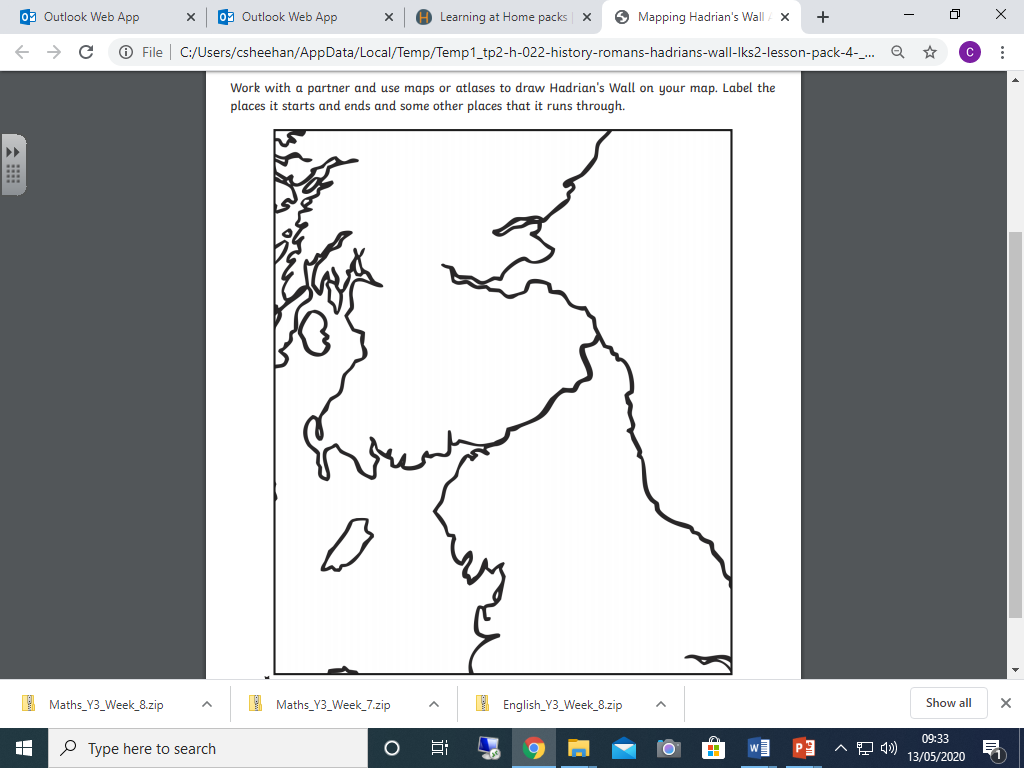 Outlook Web App
Outlook Web App
Learning at Home packs
Mapping Hadrian's Wall
File
C:/Users/csheehan/AppData/Local/Temp/Temp1_tp2-h-022-history-romans-hadrians-wall-lks2-lesson-pack-4-_...
C
Work with a partner and use maps or atlases to draw Hadrian's Wall on your map. Label the
places it starts and ends and some other places that it runs through.
Maths_Y3_Week_8.zip
Maths_Y3_Week_7.zip
English_Y3_Week_8.zip
Show all
Type here to search
09:33
13/05/2020
1